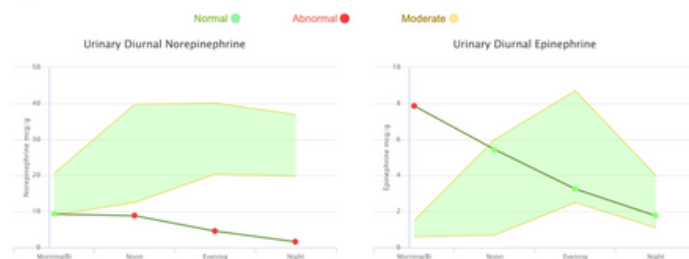 Normal
Abnormal
Moderate
Urinary Diurnal Norepinephrine
50
40
30
20
10
0
Norepinephrine mcg/g
Morning(B)
Noon
Evening
Night
Urinary Diurnal Epinephrine
10
8
6
4
2
0
Epinephrine mcg/g
Morning(B)
Noon
Evening
Night